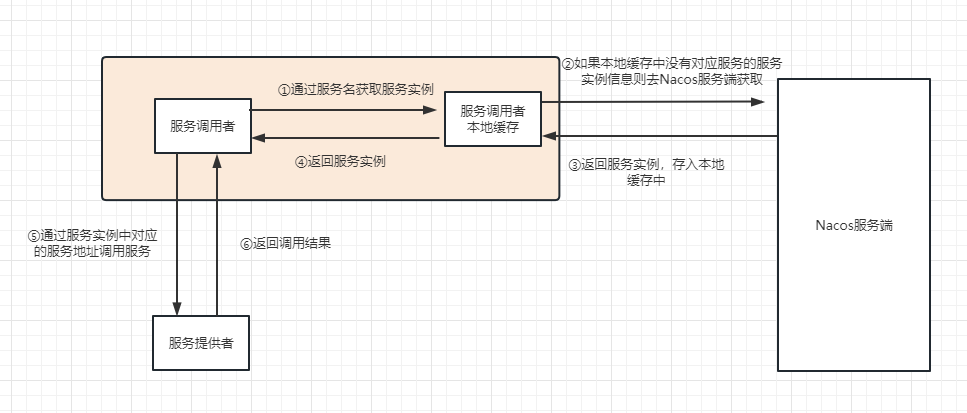 ②如果本地缓存中没有对应服务的服务
实例信息则去Nacos服务端获取
①通过服务名获取服务实例
服务调用者
服务调用者
本地缓存
④返回服务实例
③返回服务实例，存入本地
缓存中
Nacos服务端
⑤通过服务实例中对应
的服务地址调用服务
⑥返回调用结果
服务提供者